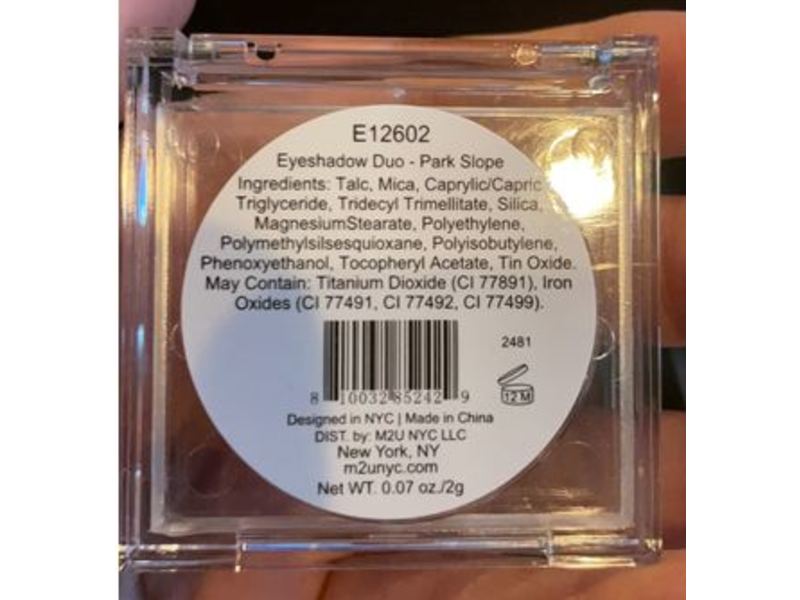 E12602
Eyeshadow Duo - Park Slope
Ingredients: Talc, Mica, Caprylic/Capric
Triglyceride, Tridecyl Trimellitate, Silica,
MagnesiumStearate, Polyethylene,
Polymethylsilsesquioxane, Polyisobutylene,
Phenoxyethanol, Tocopheryl Acetate, Tin Oxide.
May Contain: Titanium Dioxide (CI 77891), Iron
Oxides (CI 77491, CI 77492, CI 77499).
2481
12 M
8 10032 85242 9
Designed in NYC | Made in China
DIST. by: M2U NYC LLC
New York, NY
m2unyc.com
Net WT. 0.07 oz./2g